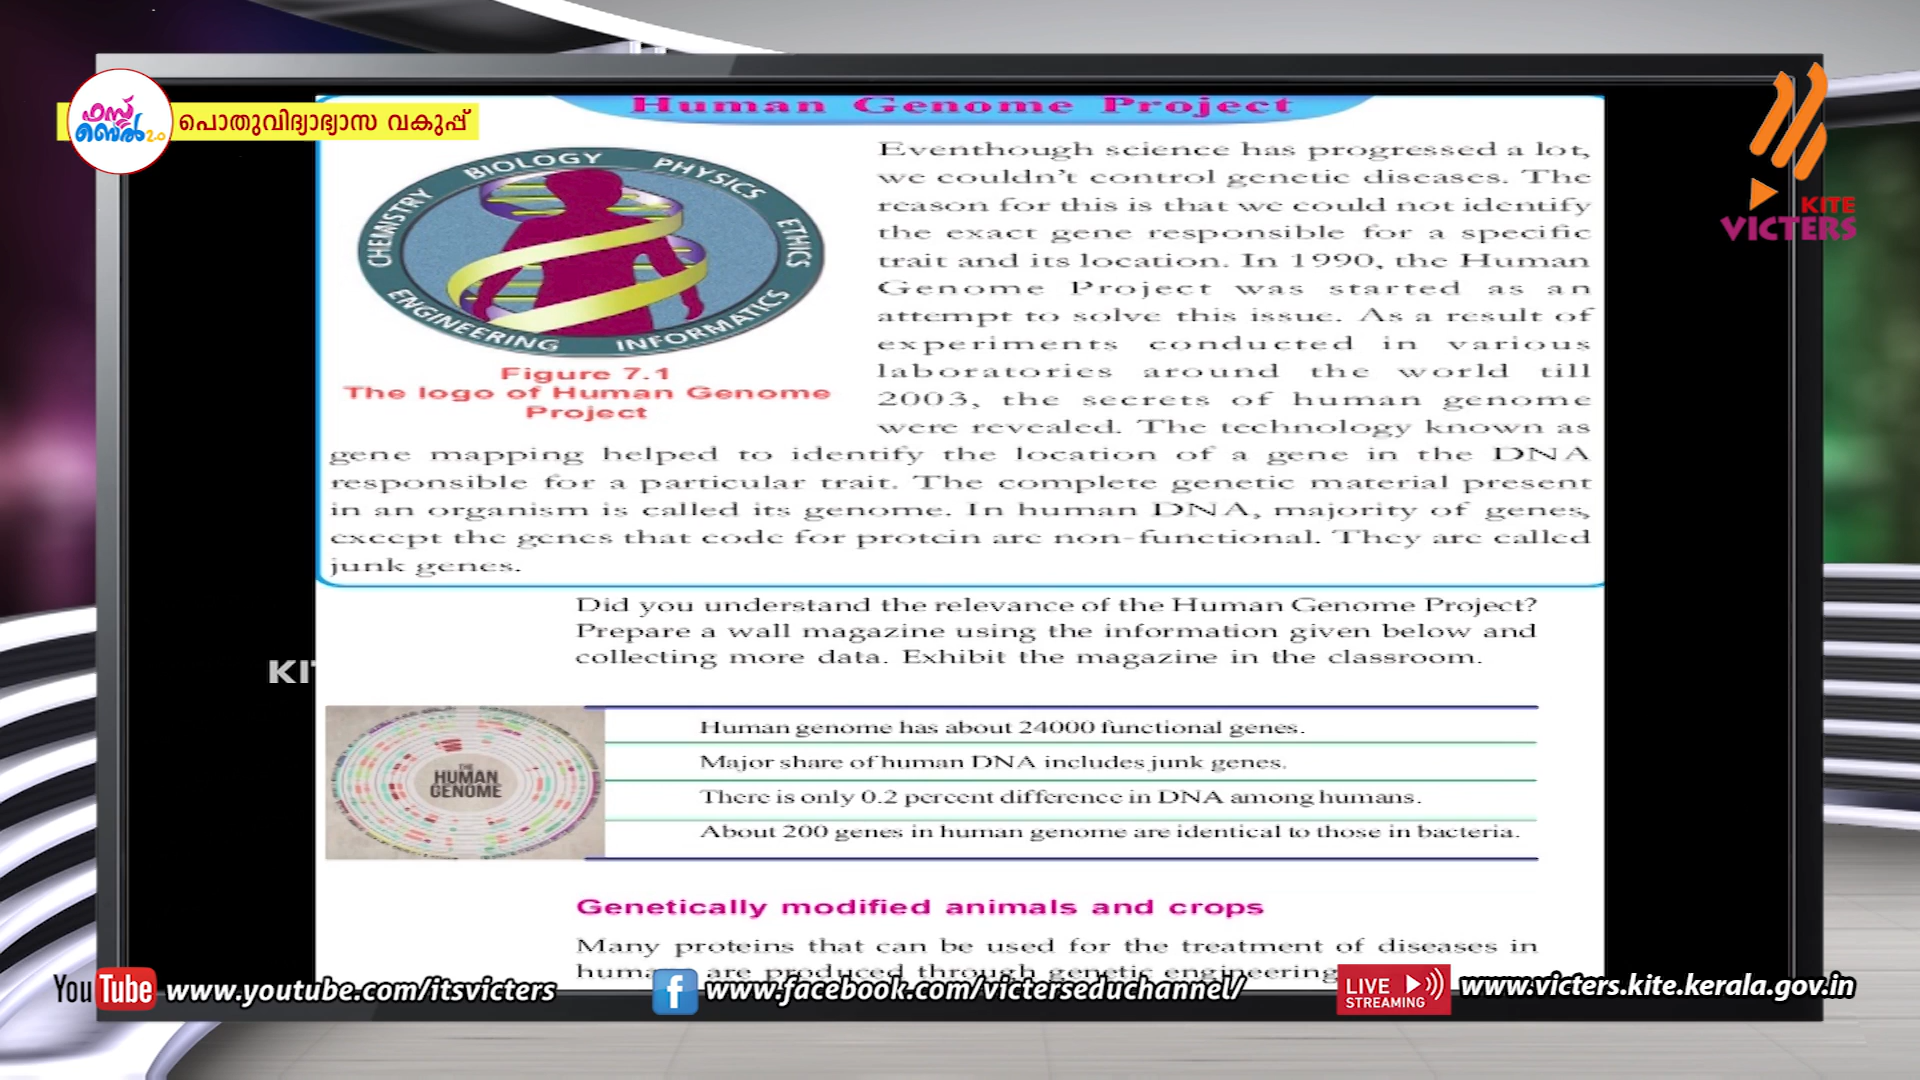 ഫസ്റ്റ്
ബെൽ 2.0
പൊതുവിദ്യാഭ്യാസ വകുപ്പ്
KITE
VICTERS
Human Genome Project
CHEMISTRY BIOLOGY PHYSICS ETHICS
ENGINEERING INFORMATICS
Figure 7.1
The logo of Human Genome
Project
Eventhough science has progressed a lot,
we couldn't control genetic diseases. The
reason for this is that we could not identify
the exact gene responsible for a specific
trait and its location. In 1990, the Human
Genome Project was started as an
attempt to solve this issue. As a result of
experiments conducted in various
laboratories around the world till
2003, the secrets of human genome
were revealed. The technology known as
gene mapping helped to identify the location of a gene in the DNA
responsible for a particular trait. The complete genetic material present
in an organism is called its genome. In human DNA, majority of genes,
except the genes that code for protein are non-functional. They are called
junk genes.
Did you understand the relevance of the Human Genome Project?
Prepare a wall magazine using the information given below and
collecting more data. Exhibit the magazine in the classroom.
THE
HUMAN
GENOME
Human genome has about 24000 functional genes.
Major share of human DNA includes junk genes.
There is only 0.2 percent difference in DNA among humans.
About 200 genes in human genome are identical to those in bacteria.
Genetically modified animals and crops
Many proteins that can be used for the treatment of diseases in
are produced through genetic engineering
YouTube www.youtube.com/itsvicters
f www.facebook.com/victerseduchannel/
LIVE
STREAMING
www.victers.kite.kerala.gov.in